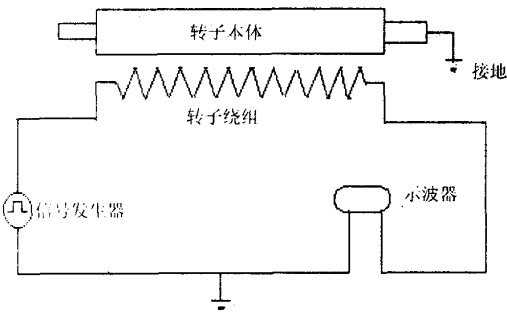 转子本体
接地
转子绕组
示波器
信号发生器